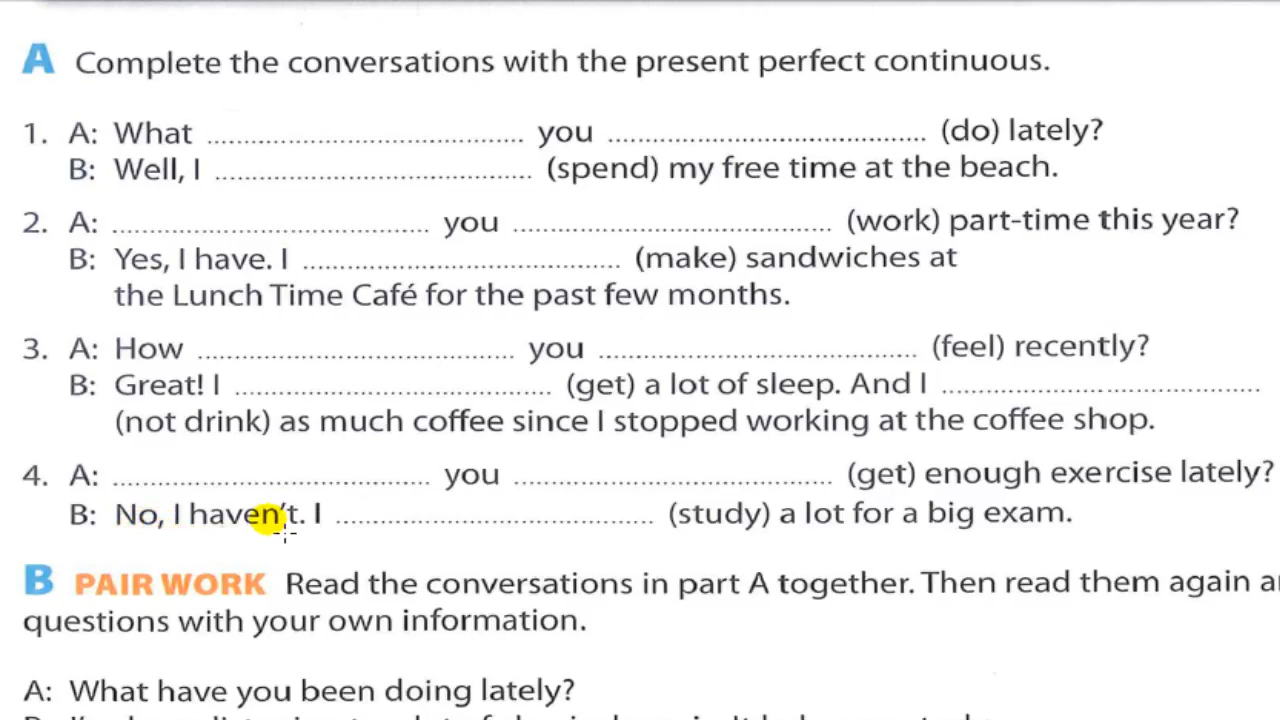 A Complete the conversations with the present perfect continuous.
1. A: What ........................................ you ........................................ (do) lately?
B: Well, I ........................................ (spend) my free time at the beach.
2. A: ........................................ you ........................................ (work) part-time this year?
B: Yes, I have. I ........................................ (make) sandwiches at
the Lunch Time Café for the past few months.
3. A: How ........................................ you ........................................ (feel) recently?
B: Great! I ........................................ (get) a lot of sleep. And I ........................................
(not drink) as much coffee since I stopped working at the coffee shop.
4. A: ........................................ you ........................................ (get) enough exercise lately?
B: No, I haven't. I ........................................ (study) a lot for a big exam.
B PAIR WORK Read the conversations in part A together. Then read them again
questions with your own information.
A: What have you been doing lately?